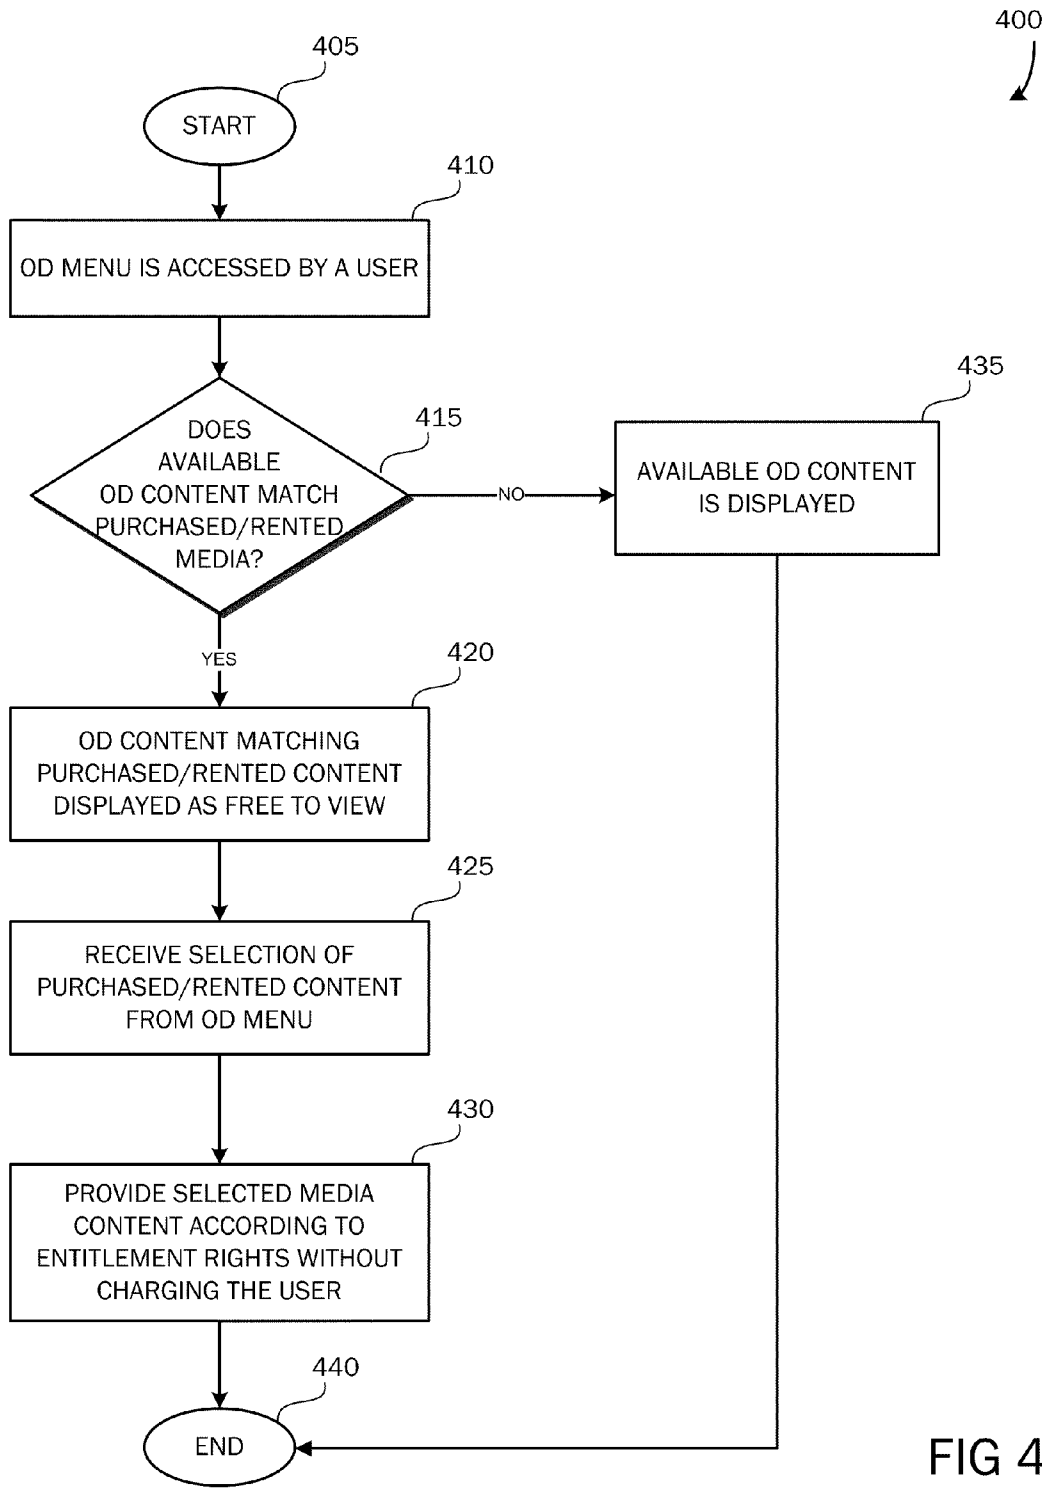 400
405
START
410
OD MENU IS ACCESSED BY A USER
415
DOES
AVAILABLE
OD CONTENT MATCH
PURCHASED/RENTED
MEDIA?
NO
435
AVAILABLE OD CONTENT
IS DISPLAYED
YES
420
OD CONTENT MATCHING
PURCHASED/RENTED CONTENT
DISPLAYED AS FREE TO VIEW
425
RECEIVE SELECTION OF
PURCHASED/RENTED CONTENT
FROM OD MENU
430
PROVIDE SELECTED MEDIA
CONTENT ACCORDING TO
ENTITLEMENT RIGHTS WITHOUT
CHARGING THE USER
440
END
FIG 4